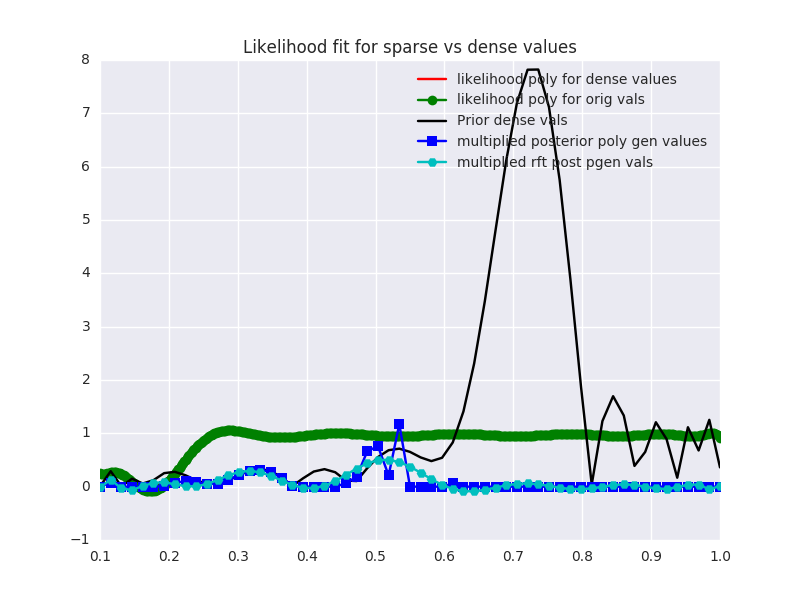 Likelihood fit for sparse vs dense values
8
likelihood poly for dense values
likelihood poly for orig vals
7
Prior dense vals
multiplied posterior poly gen values
multiplied rft post pgen vals
6
5
4
3
2
1
0
−1
0.1 0.2 0.3 0.4 0.5 0.6 0.7 0.8 0.9 1.0